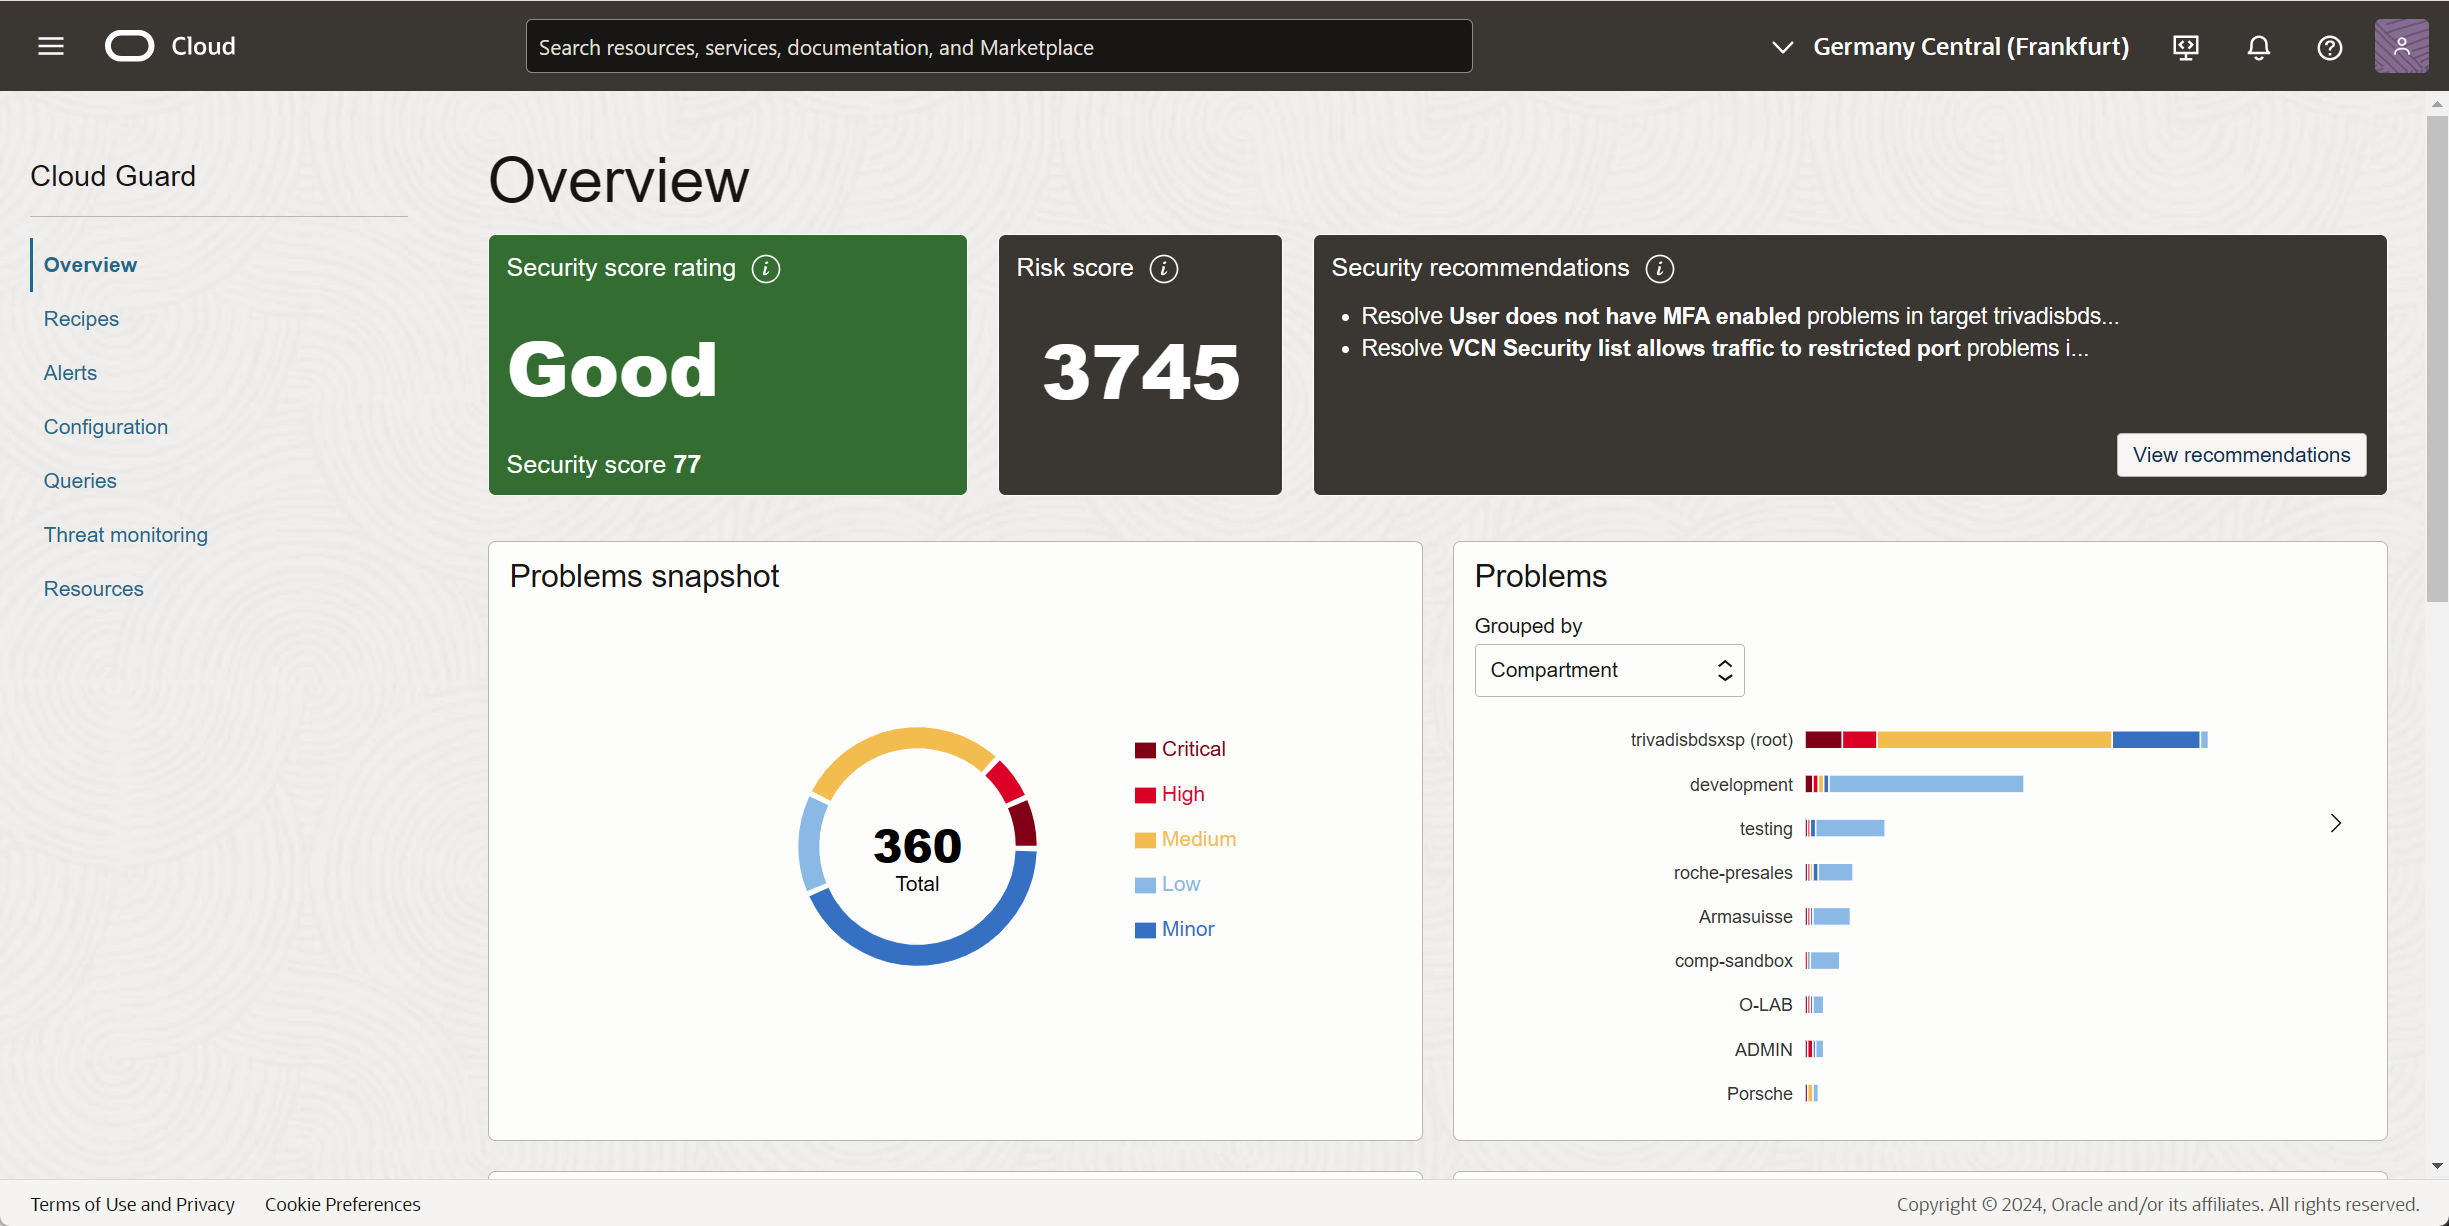 Cloud
Search resources, services, documentation, and Marketplace
Germany Central (Frankfurt)
Cloud Guard
Overview
Recipes
Alerts
Configuration
Queries
Threat monitoring
Resources
Overview
Security score rating
Good
Security score 77
Risk score
3745
Security recommendations
Resolve User does not have MFA enabled problems in target trivadisbds...
Resolve VCN Security list allows traffic to restricted port problems i...
View recommendations
Problems snapshot
360
Total
Critical
High
Medium
Low
Minor
Problems
Grouped by
Compartment
trivadisbdsxsp (root)
development
testing
roche-presales
Armasuisse
comp-sandbox
O-LAB
ADMIN
Porsche
Terms of Use and Privacy
Cookie Preferences
Copyright © 2024, Oracle and/or its affiliates. All rights reserved.